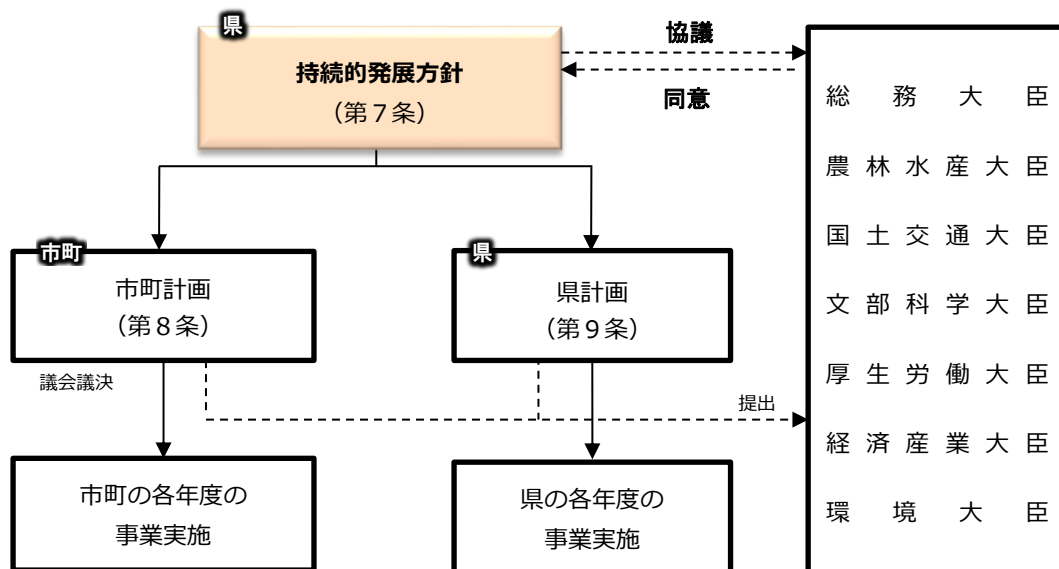 県
持続的発展方針
（第７条）
協議
同意
総務大臣
農林水産大臣
国土交通大臣
文部科学大臣
厚生労働大臣
経済産業大臣
環境大臣
市町
市町計画
（第８条）
県
県計画
（第９条）
議会議決
提出
市町の各年度の
事業実施
県の各年度の
事業実施